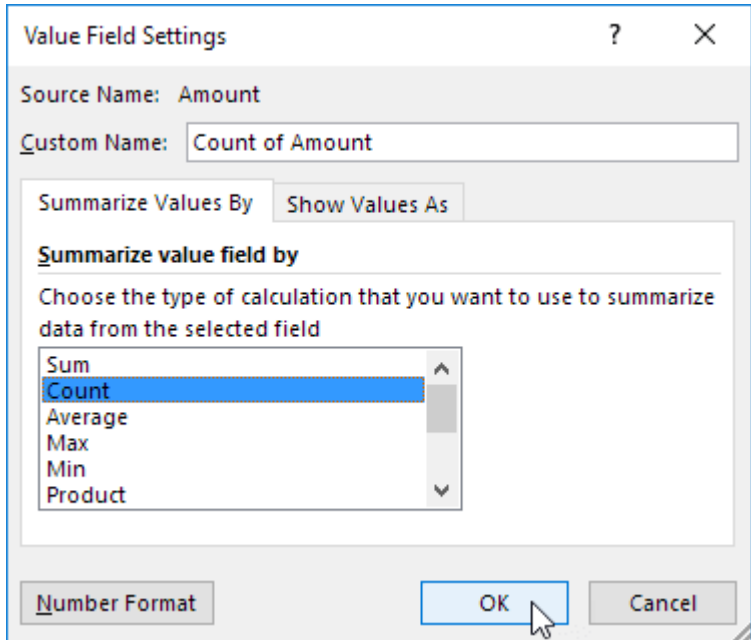 Value Field Settings ?
Source Name: Amount
Custom Name: Count of Amount
Summarize Values By Show Values As
Summarize value field by
Choose the type of calculation that you want to use to summarize
data from the selected field
Sum
Count
Average
Max
Min
Product
Number Format OK Cancel